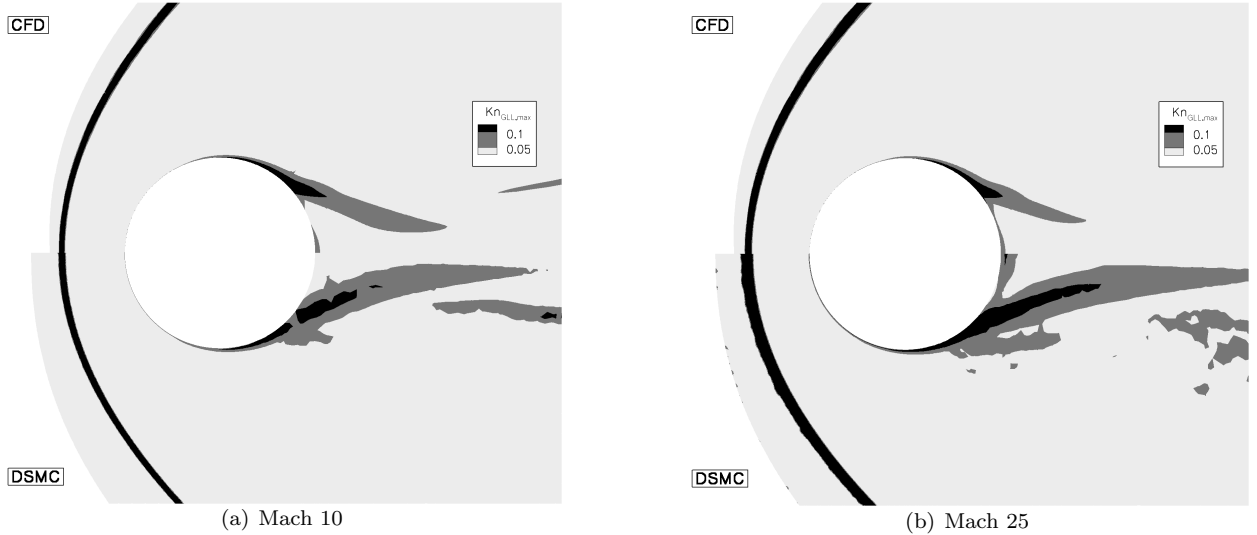 CFD
Kn_GLL,max
0.1
0.05
DSMC
(a) Mach 10
CFD
Kn_GLL,max
0.1
0.05
DSMC
(b) Mach 25